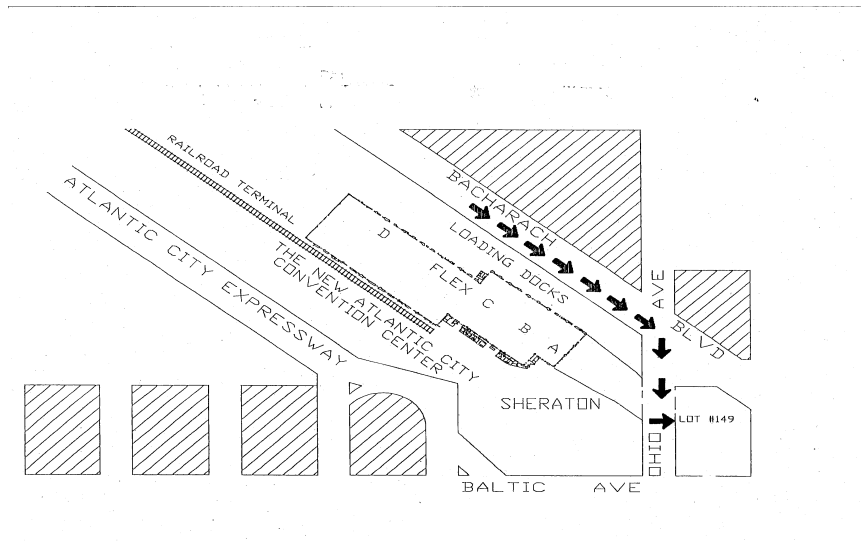 RAILROAD TERMINAL
ATLANTIC CITY EXPRESSWAY
THE NEW ATLANTIC CITY
CONVENTION CENTER
BACHARACH
BLVD
LOADING DOCKS
D
FLEX
C
B
A
AVE
OHIO
SHERATON
LOT #149
BALTIC AVE